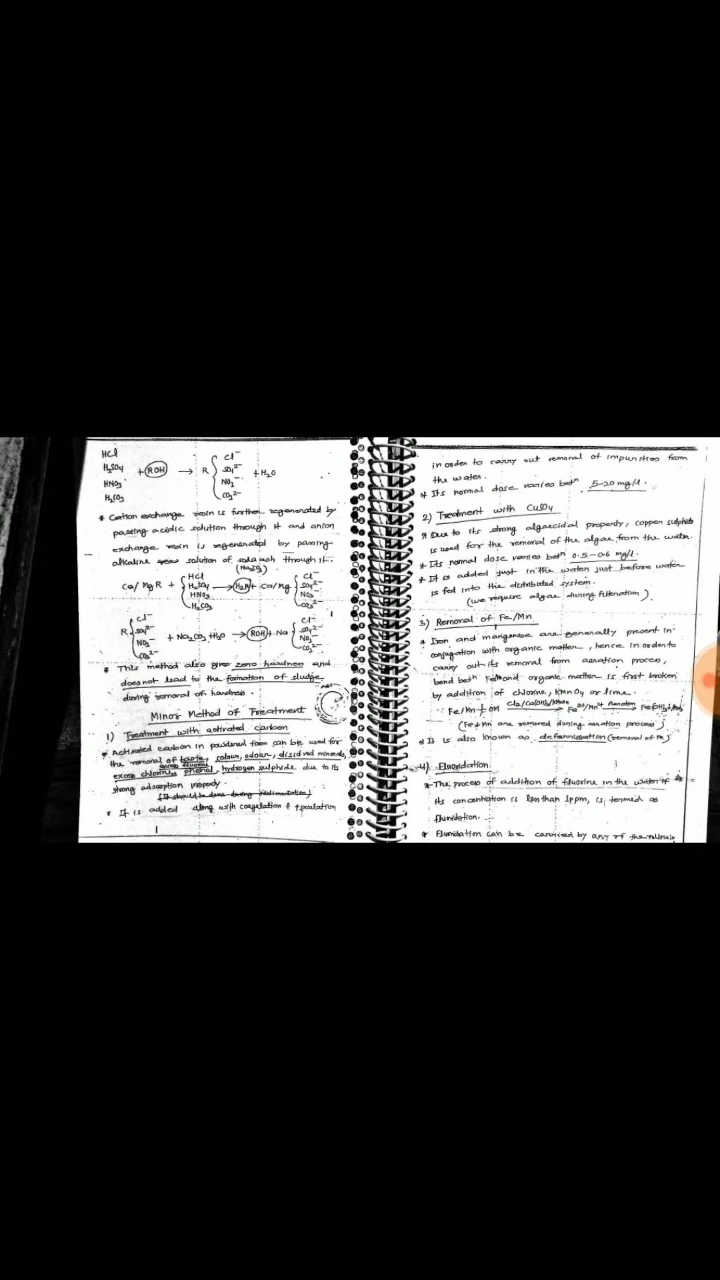 HCl
H₂SO₄
HNO₃
H₂CO₃
+ ROH → R { Cl⁻ SO₄²⁻ NO₃⁻ CO₃²⁻ + H₂O
* Cation exchange resin is further regenerated by
passing acidic solution through it and anion
exchange resin is regenerated by passing
alkaline solution of soda ash through it.
(Na₂CO₃)
Ca/Mg R + { HCl H₂SO₄ HNO₃ H₂CO₃ → H₂R + Ca/Mg { Cl⁻ SO₄²⁻ NO₃⁻ CO₃²⁻
R { Cl⁻ SO₄²⁻ NO₃⁻ CO₃²⁻ + Na₂CO₃ + H₂O → ROH + Na { Cl⁻ SO₄²⁻ NO₃⁻ CO₃²⁻
* This method also gives zero hardness and
does not lead to the formation of sludge
during removal of hardness.
Minor Method of Treatment
1) Treatment with activated carbon
* Activated carbon in powdered form can be used for
the removal of taste, colour, odour, dissolved minerals,
excess chlorine, phenol, hydrogen sulphide due to its
strong adsorption property.
(It should be done during sedimentation)
* It is added along with coagulation &
in order to carry out removal of impurities from
the water.
* Its normal dose varies betⁿ 5-20 mg/l.
2) Treatment with CuSO₄
* Due to its strong algaecidal property, copper sulphate
is used for the removal of the algae from the water.
* Its normal dose varies betⁿ 0.5-0.6 mg/l.
* It is added just in the water just before water
is fed into the distributed system.
(we require algae during filteration).
3) Removal of Fe/Mn
* Iron and manganese are generally present in
conjugation with organic matter, hence in order to
carry out its removal from aeration process,
bond betⁿ and organic matter is first broken
by addition of chlorine, KMnO₄ or lime.
Fe/Mn + OM Aeration
(Fe & Mn are removed during aeration process)
* It is also known as deferrization (removal of Fe)
4) Fluoridation
* The process of addition of fluorine in the water if
its concentration is less than 1ppm, is termed as
fluoridation.
* Fluoridation can be carried by any of the following